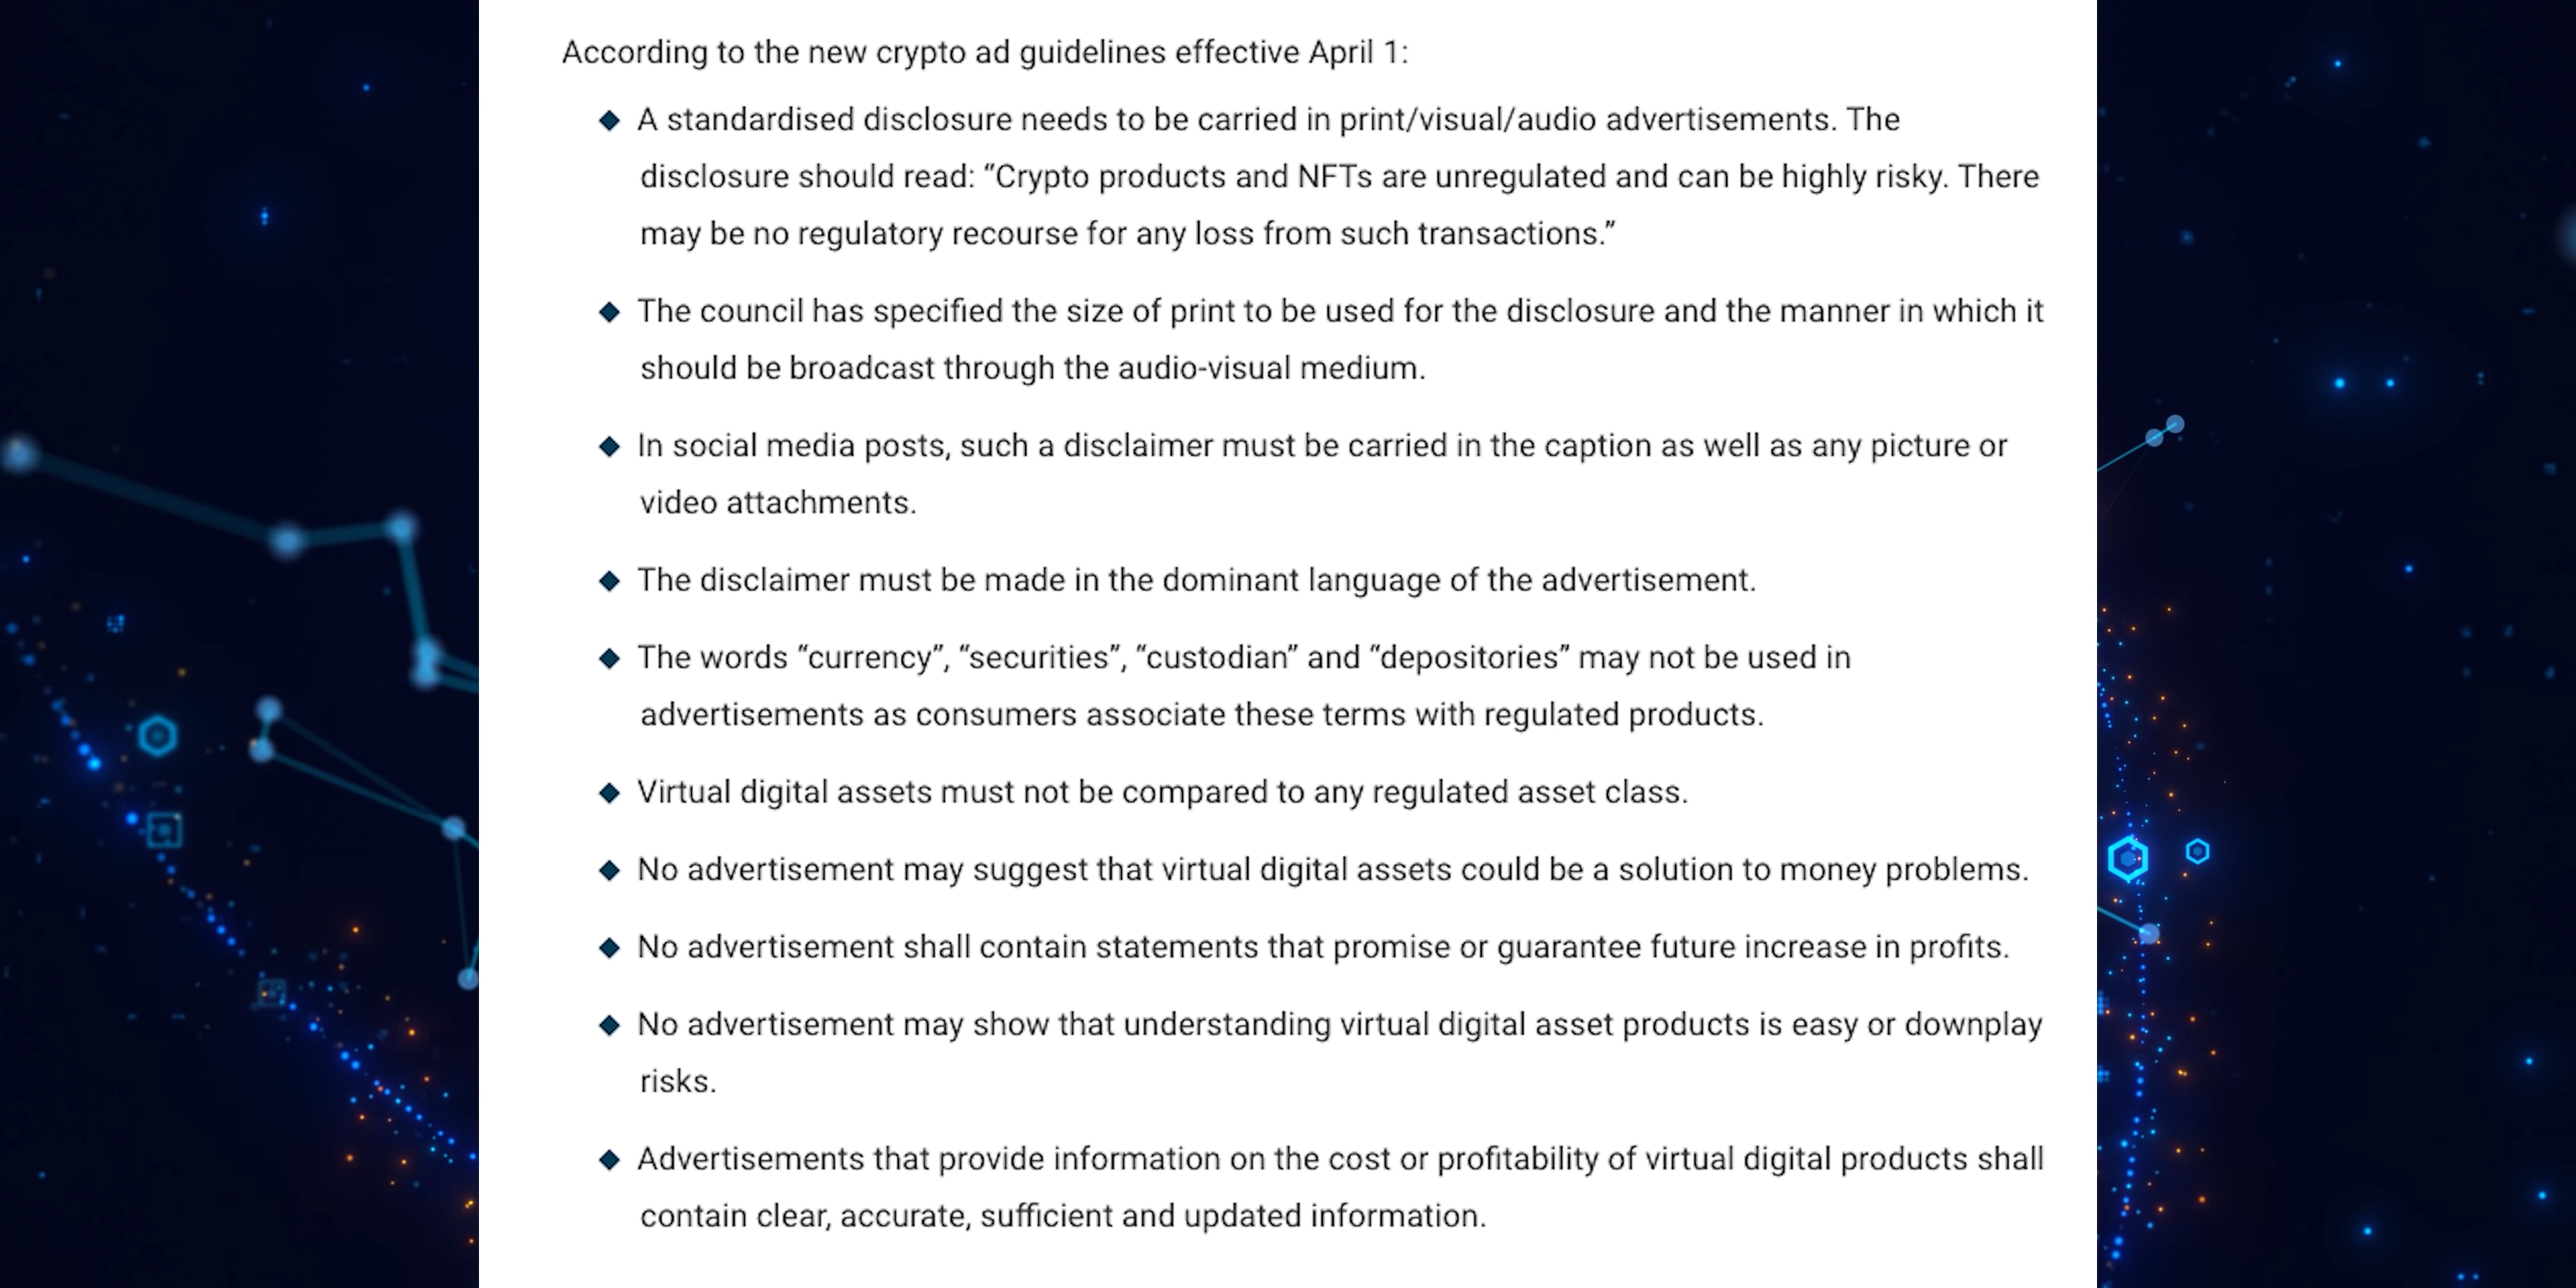 According to the new crypto ad guidelines effective April 1:
◆ A standardised disclosure needs to be carried in print/visual/audio advertisements. The
disclosure should read: “Crypto products and NFTs are unregulated and can be highly risky. There
may be no regulatory recourse for any loss from such transactions.”
◆ The council has specified the size of print to be used for the disclosure and the manner in which it
should be broadcast through the audio-visual medium.
◆ In social media posts, such a disclaimer must be carried in the caption as well as any picture or
video attachments.
◆ The disclaimer must be made in the dominant language of the advertisement.
◆ The words “currency”, “securities”, “custodian” and “depositories” may not be used in
advertisements as consumers associate these terms with regulated products.
◆ Virtual digital assets must not be compared to any regulated asset class.
◆ No advertisement may suggest that virtual digital assets could be a solution to money problems.
◆ No advertisement shall contain statements that promise or guarantee future increase in profits.
◆ No advertisement may show that understanding virtual digital asset products is easy or downplay
risks.
◆ Advertisements that provide information on the cost or profitability of virtual digital products shall
contain clear, accurate, sufficient and updated information.